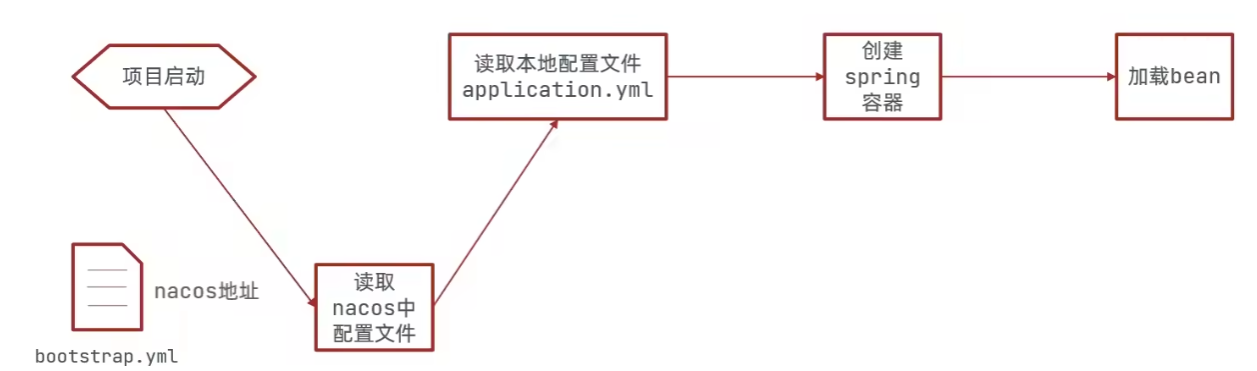 项目启动
读取本地配置文件
application.yml
创建
spring
容器
加载bean
nacos地址
bootstrap.yml
读取
nacos中
配置文件